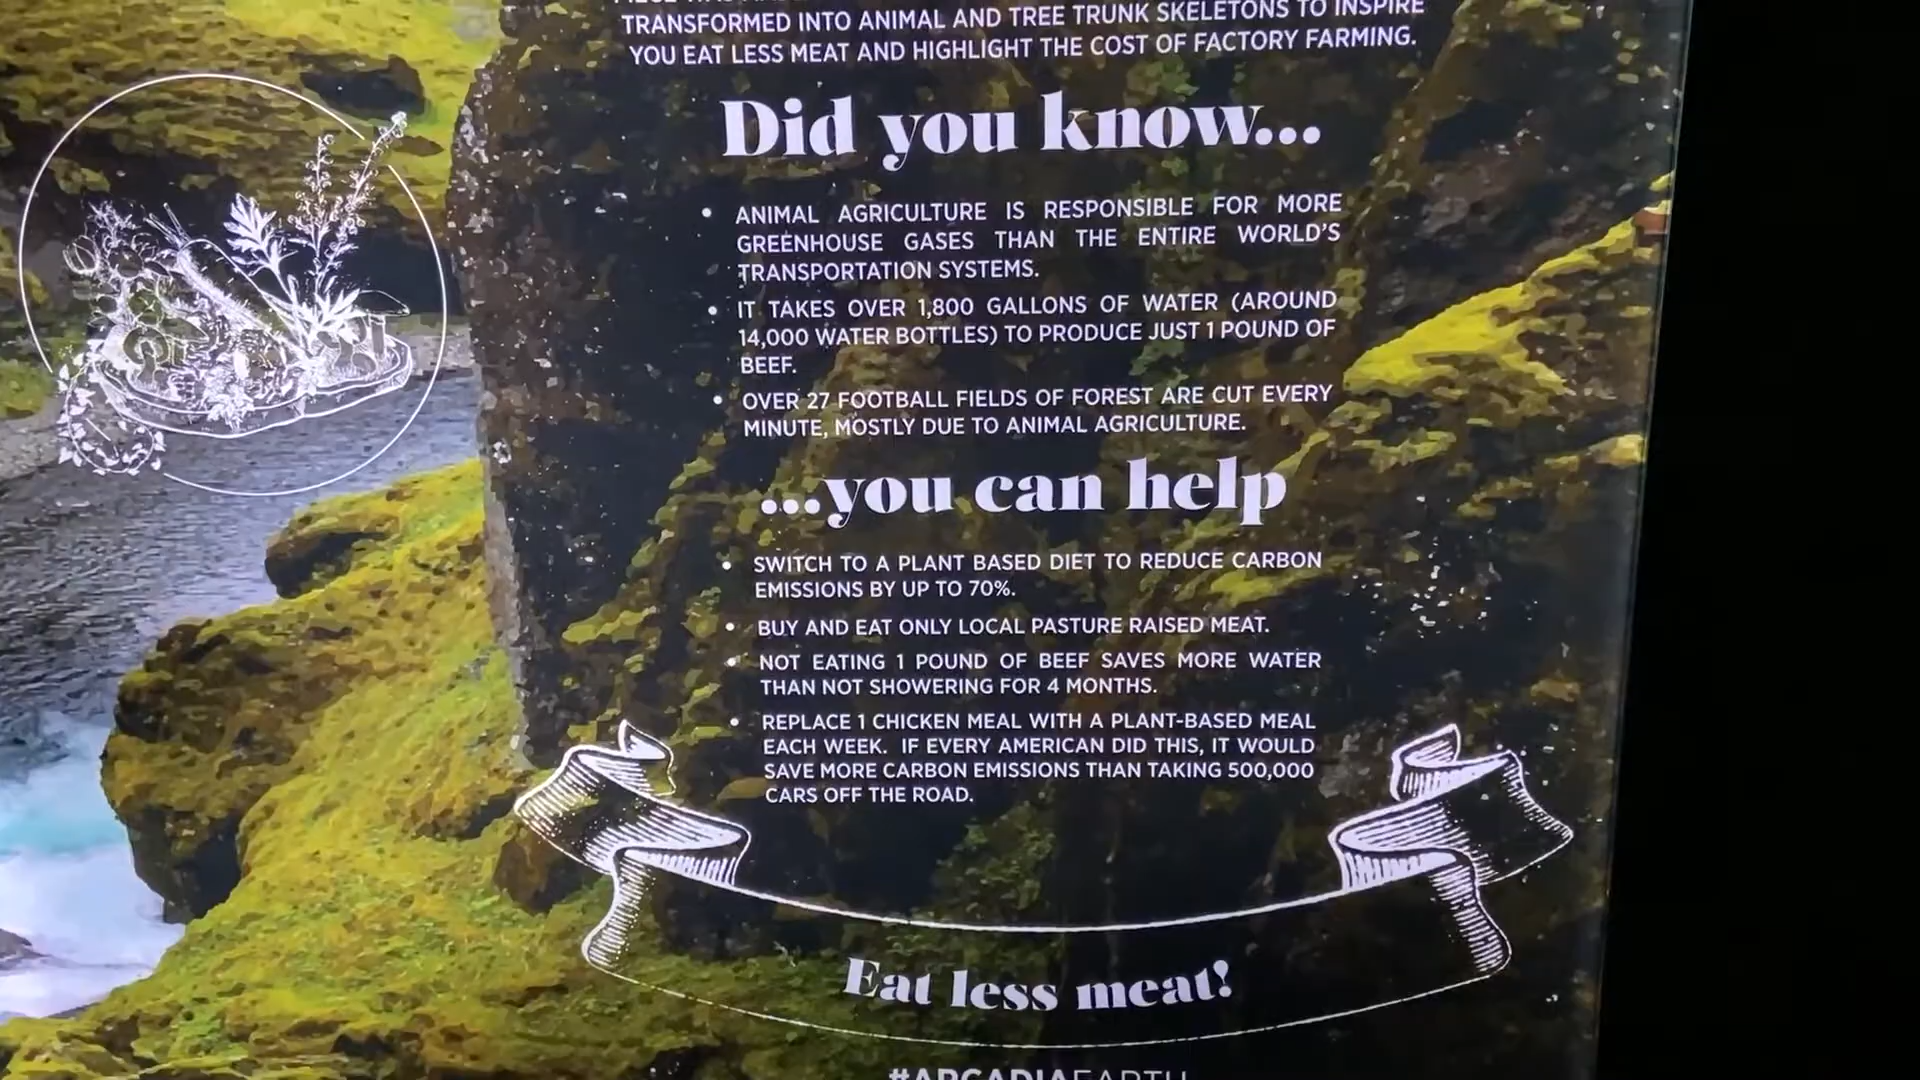 TRANSFORMED INTO ANIMAL AND TREE TRUNK SKELETONS TO INSPIRE
YOU EAT LESS MEAT AND HIGHLIGHT THE COST OF FACTORY FARMING.
Did you know...
• ANIMAL AGRICULTURE IS RESPONSIBLE FOR MORE
GREENHOUSE GASES THAN THE ENTIRE WORLD'S
TRANSPORTATION SYSTEMS.
• IT TAKES OVER 1,800 GALLONS OF WATER (AROUND
14,000 WATER BOTTLES) TO PRODUCE JUST 1 POUND OF
BEEF.
• OVER 27 FOOTBALL FIELDS OF FOREST ARE CUT EVERY
MINUTE, MOSTLY DUE TO ANIMAL AGRICULTURE.
...you can help
• SWITCH TO A PLANT BASED DIET TO REDUCE CARBON
EMISSIONS BY UP TO 70%.
• BUY AND EAT ONLY LOCAL PASTURE RAISED MEAT.
• NOT EATING 1 POUND OF BEEF SAVES MORE WATER
THAN NOT SHOWERING FOR 4 MONTHS.
• REPLACE 1 CHICKEN MEAL WITH A PLANT-BASED MEAL
EACH WEEK. IF EVERY AMERICAN DID THIS, IT WOULD
SAVE MORE CARBON EMISSIONS THAN TAKING 500,000
CARS OFF THE ROAD.
Eat less meat!
#ARCADIAEARTH